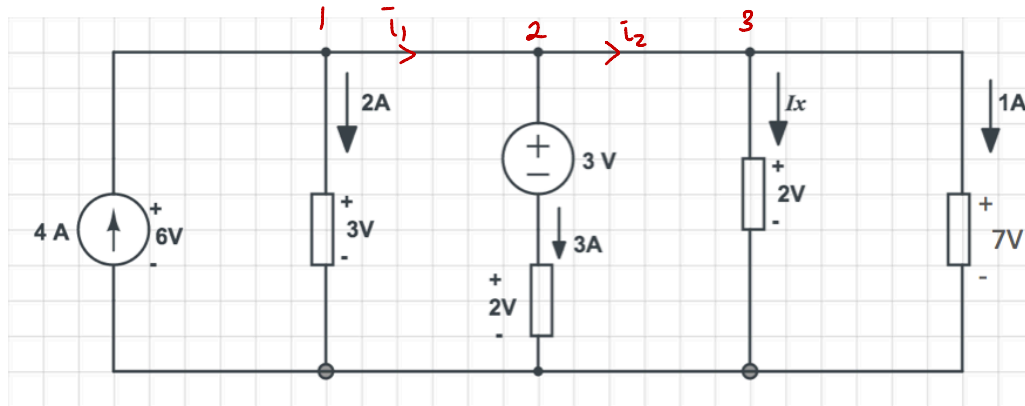 1 i₁ 2 i₂ 3
2A
Ix
1A
+
−
3 V
4 A
+
6V
-
+
3V
-
3A
+
2V
-
+
2V
-
+
7V
-